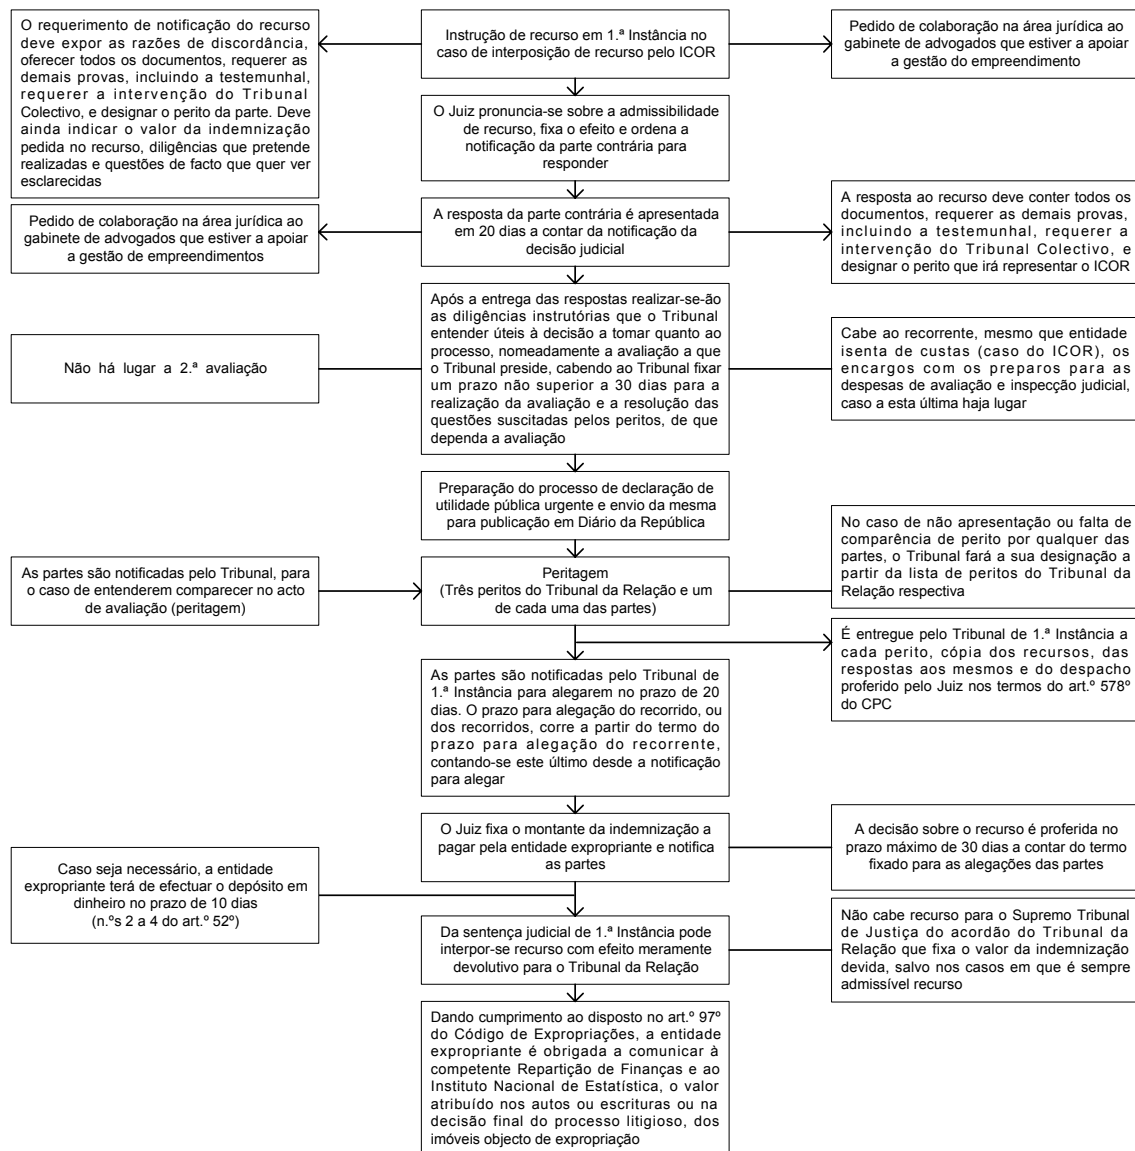 O requerimento de notificação do recurso
deve expor as razões de discordância,
oferecer todos os documentos, requerer as
demais provas, incluindo a testemunhal,
requerer a intervenção do Tribunal
Colectivo, e designar o perito da parte. Deve
ainda indicar o valor da indemnização
pedida no recurso, diligências que pretende
realizadas e questões de facto que quer ver
esclarecidas
Instrução de recurso em 1.ª Instância no
caso de interposição de recurso pelo ICOR
Pedido de colaboração na área jurídica ao
gabinete de advogados que estiver a apoiar
a gestão do empreendimento
O Juiz pronuncia-se sobre a admissibilidade
de recurso, fixa o efeito e ordena a
notificação da parte contrária para
responder
Pedido de colaboração na área jurídica ao
gabinete de advogados que estiver a apoiar
a gestão de empreendimentos
A resposta da parte contrária é apresentada
em 20 dias a contar da notificação da
decisão judicial
A resposta ao recurso deve conter todos os
documentos, requerer as demais provas,
incluindo a testemunhal, requerer a
intervenção do Tribunal Colectivo, e
designar o perito que irá representar o ICOR
Não há lugar a 2.ª avaliação
Após a entrega das respostas realizar-se-ão
as diligências instrutórias que o Tribunal
entender úteis à decisão a tomar quanto ao
processo, nomeadamente a avaliação a que
o Tribunal preside, cabendo ao Tribunal fixar
um prazo não superior a 30 dias para a
realização da avaliação e a resolução das
questões suscitadas pelos peritos, de que
dependa a avaliação
Cabe ao recorrente, mesmo que entidade
isenta de custas (caso do ICOR), os
encargos com os preparos para as
despesas de avaliação e inspecção judicial,
caso a esta última haja lugar
Preparação do processo de declaração de
utilidade pública urgente e envio da mesma
para publicação em Diário da República
As partes são notificadas pelo Tribunal, para
o caso de entenderem comparecer no acto
de avaliação (peritagem)
Peritagem
(Três peritos do Tribunal da Relação e um
de cada uma das partes)
No caso de não apresentação ou falta de
comparência de perito por qualquer das
partes, o Tribunal fará a sua designação a
partir da lista de peritos do Tribunal da
Relação respectiva
É entregue pelo Tribunal de 1.ª Instância a
cada perito, cópia dos recursos, das
respostas aos mesmos e do despacho
proferido pelo Juiz nos termos do art.º 578º
do CPC
As partes são notificadas pelo Tribunal de
1.ª Instância para alegarem no prazo de 20
dias. O prazo para alegação do recorrido, ou
dos recorridos, corre a partir do termo do
prazo para alegação do recorrente,
contando-se este último desde a notificação
para alegar
O Juiz fixa o montante da indemnização a
pagar pela entidade expropriante e notifica
as partes
A decisão sobre o recurso é proferida no
prazo máximo de 30 dias a contar do termo
fixado para as alegações das partes
Caso seja necessário, a entidade
expropriante terá de efectuar o depósito em
dinheiro no prazo de 10 dias
(n.ºs 2 a 4 do art.º 52º)
Da sentença judicial de 1.ª Instância pode
interpor-se recurso com efeito meramente
devolutivo para o Tribunal da Relação
Não cabe recurso para o Supremo Tribunal
de Justiça do acordão do Tribunal da
Relação que fixa o valor da indemnização
devida, salvo nos casos em que é sempre
admissível recurso
Dando cumprimento ao disposto no art.º 97º
do Código de Expropriações, a entidade
expropriante é obrigada a comunicar à
competente Repartição de Finanças e ao
Instituto Nacional de Estatística, o valor
atribuído nos autos ou escrituras ou na
decisão final do processo litigioso, dos
imóveis objecto de expropriação